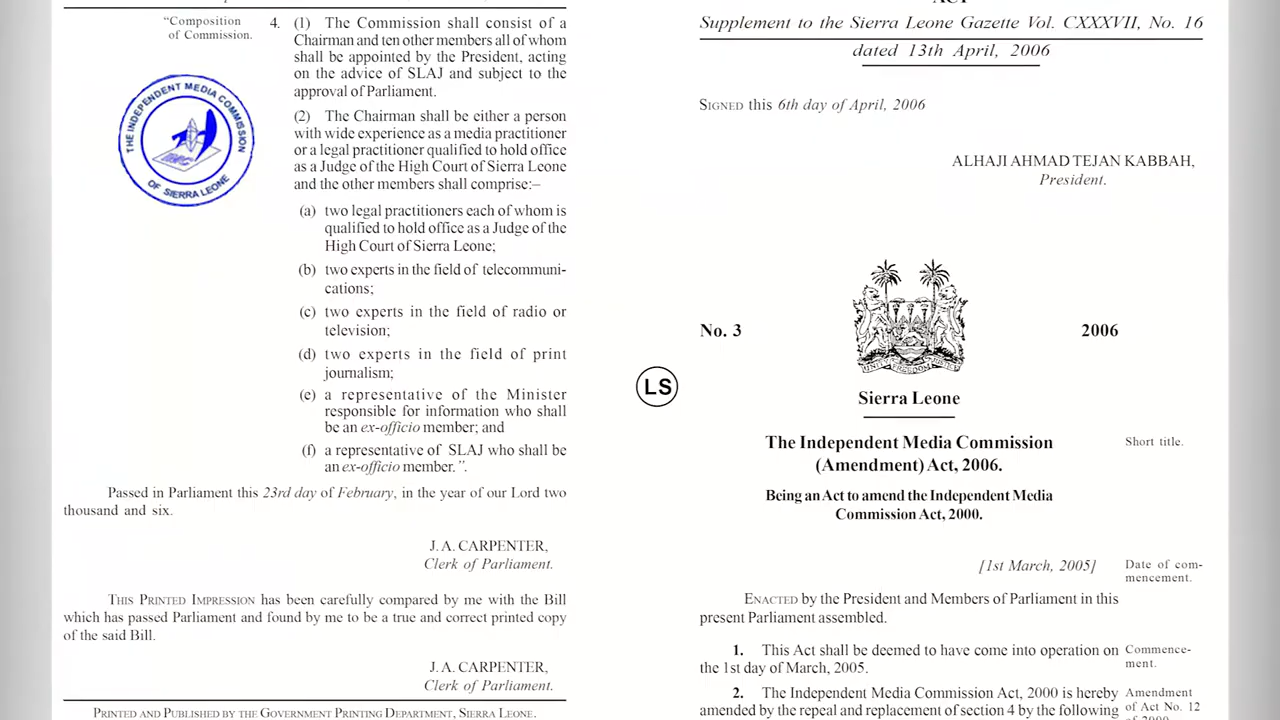 "Composition
of Commission.
4. (1) The Commission shall consist of a
Chairman and ten other members all of whom
shall be appointed by the President, acting
on the advice of SLAJ and subject to the
approval of Parliament.
THE INDEPENDENT MEDIA COMMISSION
IMC
OF SIERRA LEONE
(2) The Chairman shall be either a person
with wide experience as a media practitioner
or a legal practitioner qualified to hold office
as a Judge of the High Court of Sierra Leone
and the other members shall comprise:–
(a) two legal practitioners each of whom is
qualified to hold office as a Judge of the
High Court of Sierra Leone;
(b) two experts in the field of telecommuni-
cations;
(c) two experts in the field of radio or
television;
(d) two experts in the field of print
journalism;
(e) a representative of the Minister
responsible for information who shall
be an ex-officio member; and
(f) a representative of SLAJ who shall be
an ex-officio member.".
Passed in Parliament this 23rd day of February, in the year of our Lord two
thousand and six.
J. A. CARPENTER,
Clerk of Parliament.
THIS PRINTED IMPRESSION has been carefully compared by me with the Bill
which has passed Parliament and found by me to be a true and correct printed copy
of the said Bill.
J. A. CARPENTER,
Clerk of Parliament.
PRINTED AND PUBLISHED BY THE GOVERNMENT PRINTING DEPARTMENT, SIERRA LEONE.
ACT
Supplement to the Sierra Leone Gazette Vol. CXXXVII, No. 16
dated 13th April, 2006
SIGNED this 6th day of April, 2006
ALHAJI AHMAD TEJAN KABBAH,
President.
No. 3
2006
UNITY FREEDOM JUSTICE
LS
Sierra Leone
The Independent Media Commission
(Amendment) Act, 2006.
Short title.
Being an Act to amend the Independent Media
Commission Act, 2000.
[1st March, 2005]
Date of com-
mencement.
ENACTED by the President and Members of Parliament in this
present Parliament assembled.
1. This Act shall be deemed to have come into operation on
the 1st day of March, 2005.
Commence-
ment.
2. The Independent Media Commission Act, 2000 is hereby
amended by the repeal and replacement of section 4 by the following
Amendment
of Act No. 12
of 2000.